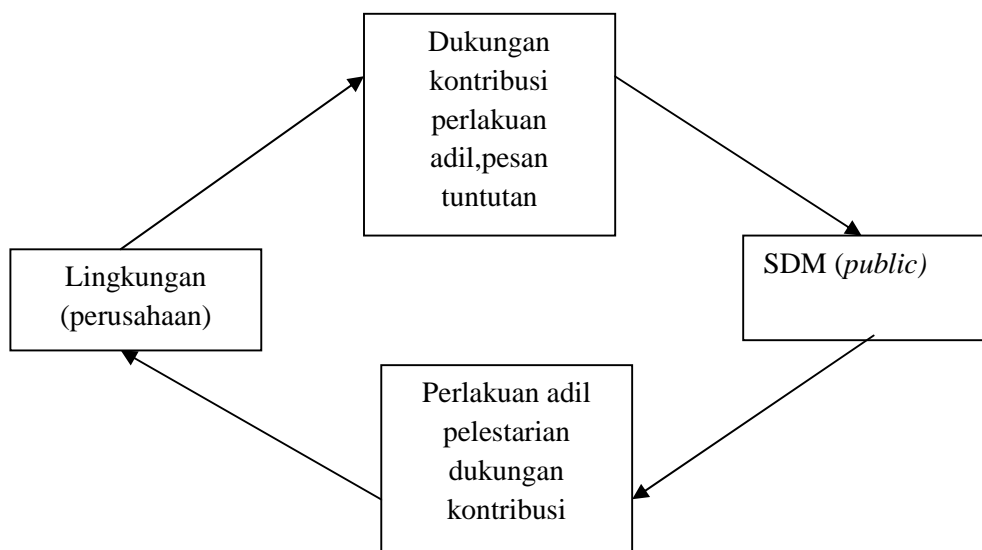 Dukungan
kontribusi
perlakuan
adil,pesan
tuntutan
Lingkungan
(perusahaan)
SDM (public)
Perlakuan adil
pelestarian
dukungan
kontribusi